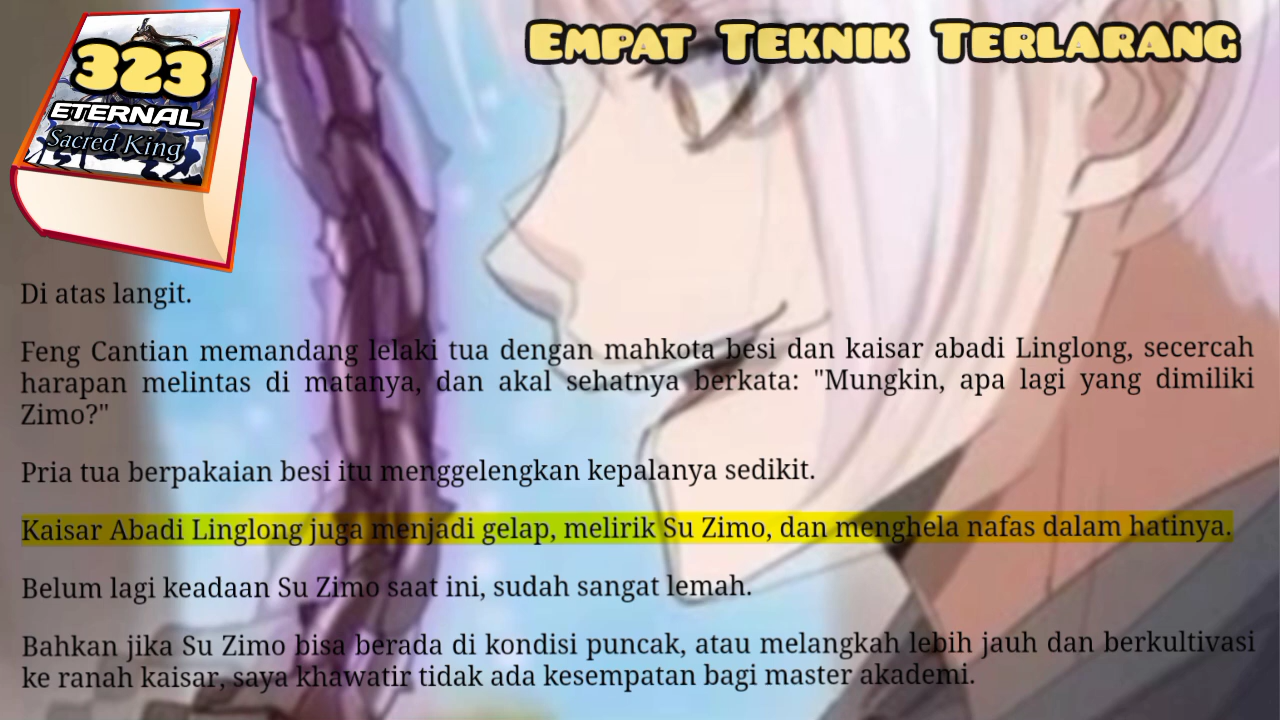 EMPAT TEKNIK TERLARANG
323
ETERNAL
Sacred King
Di atas langit.
Feng Cantian memandang lelaki tua dengan mahkota besi dan kaisar abadi Linglong, secercah
harapan melintas di matanya, dan akal sehatnya berkata: "Mungkin, apa lagi yang dimiliki
Zimo?"
Pria tua berpakaian besi itu menggelengkan kepalanya sedikit.
Kaisar Abadi Linglong juga menjadi gelap, melirik Su Zimo, dan menghela nafas dalam hatinya.
Belum lagi keadaan Su Zimo saat ini, sudah sangat lemah.
Bahkan jika Su Zimo bisa berada di kondisi puncak, atau melangkah lebih jauh dan berkultivasi
ke ranah kaisar, saya khawatir tidak ada kesempatan bagi master akademi.